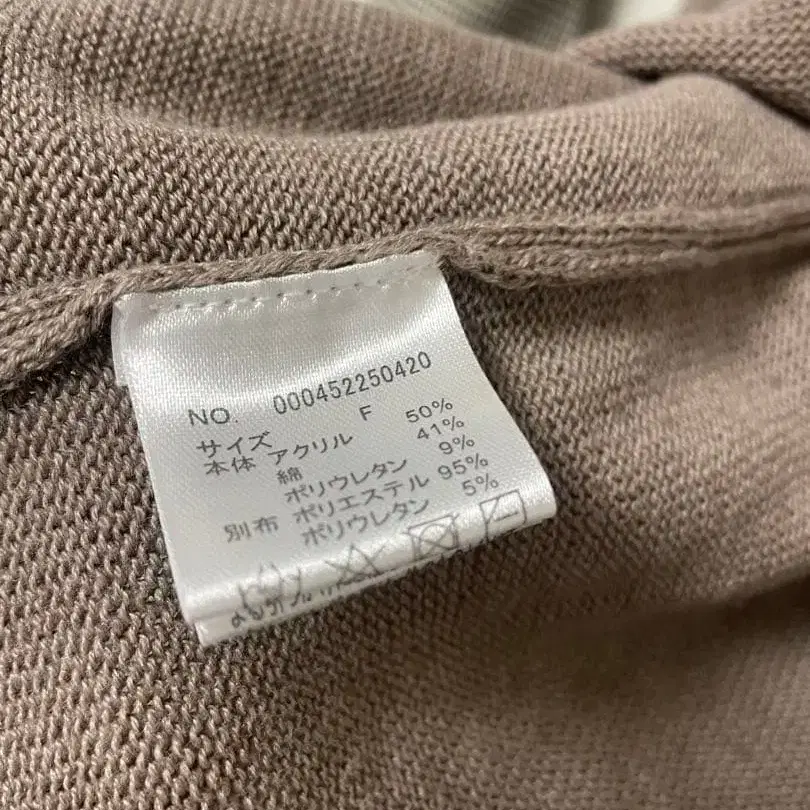 NO. 000452250420
サイズ F
本体 アクリル 50%
綿 41%
ポリウレタン 9%
別布 ポリエステル 95%
ポリウレタン 5%